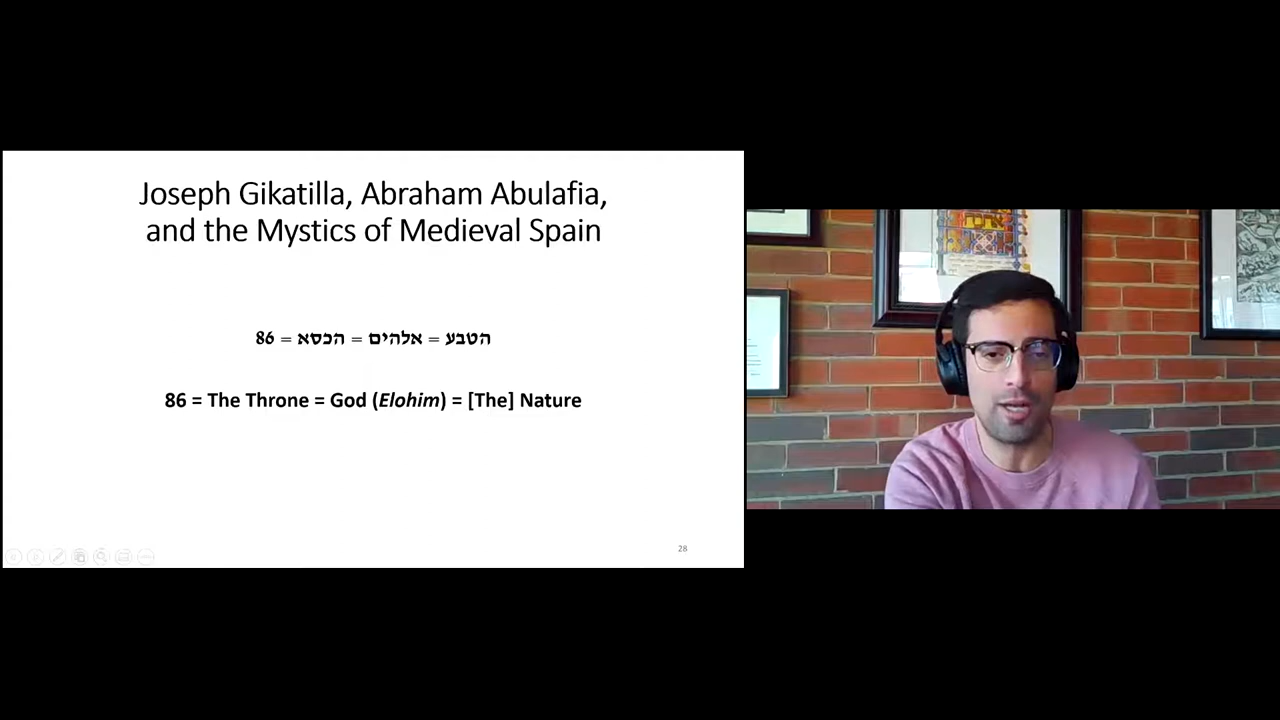 Joseph Gikatilla, Abraham Abulafia,
and the Mystics of Medieval Spain
הטבע = אלהים = הכסא = 86
86 = The Throne = God (Elohim) = [The] Nature
28